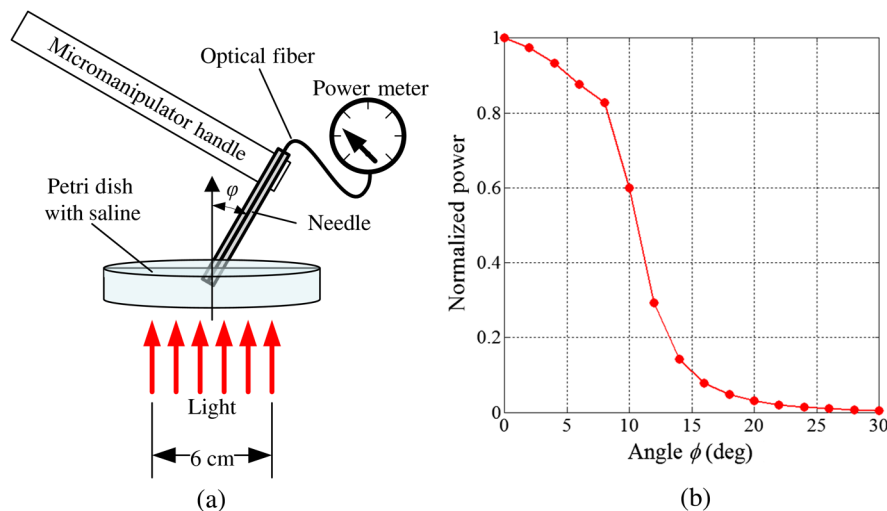 Micromanipulator handle
Optical fiber
Power meter
Petri dish
with saline
φ
Needle
Light
6 cm
(a)
Normalized power
1
0.8
0.6
0.4
0.2
0
0 5 10 15 20 25 30
Angle ϕ (deg)
(b)